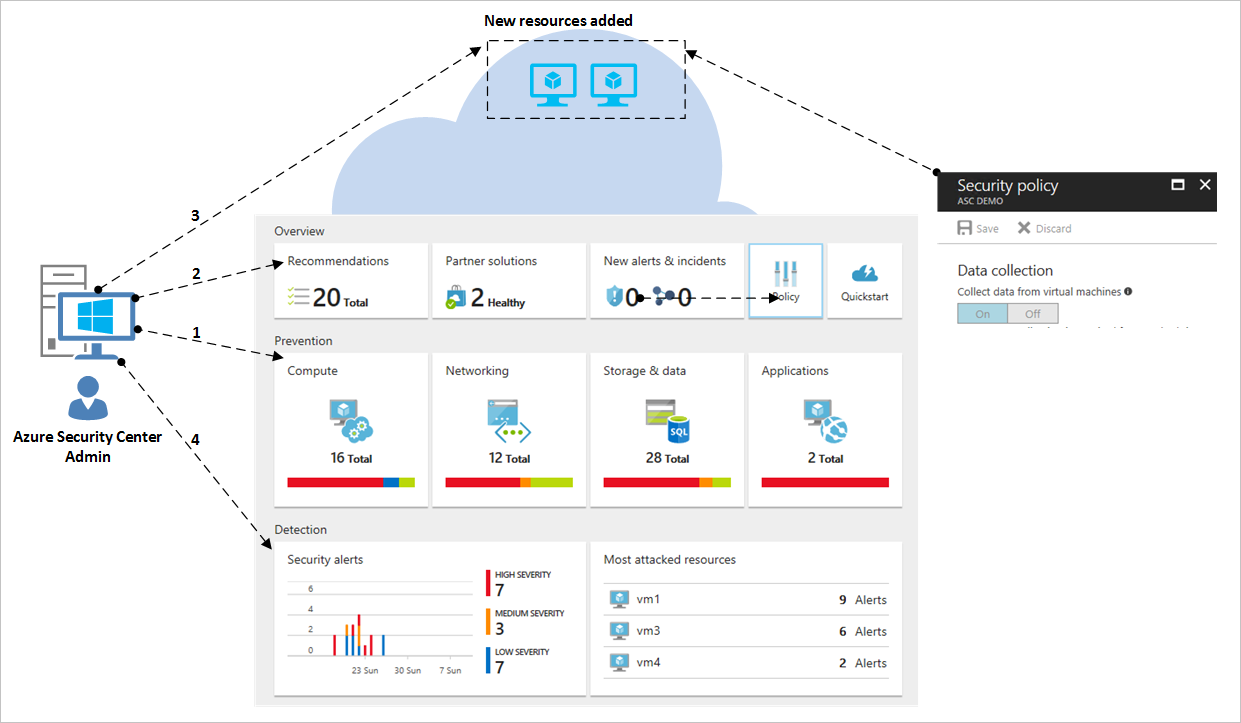 New resources added
3
2
1
4
Azure Security Center
Admin
Overview
Recommendations
20 Total
Partner solutions
2 Healthy
New alerts & incidents
0 0
Policy
Quickstart
Prevention
Compute
16 Total
Networking
12 Total
Storage & data
SQL
28 Total
Applications
2 Total
Detection
Security alerts
6
4
2
0
23 Sun 30 Sun 7 Sun
HIGH SEVERITY
7
MEDIUM SEVERITY
3
LOW SEVERITY
7
Most attacked resources
vm1 9 Alerts
vm3 6 Alerts
vm4 2 Alerts
Security policy
ASC DEMO
Save Discard
Data collection
Collect data from virtual machines
On Off